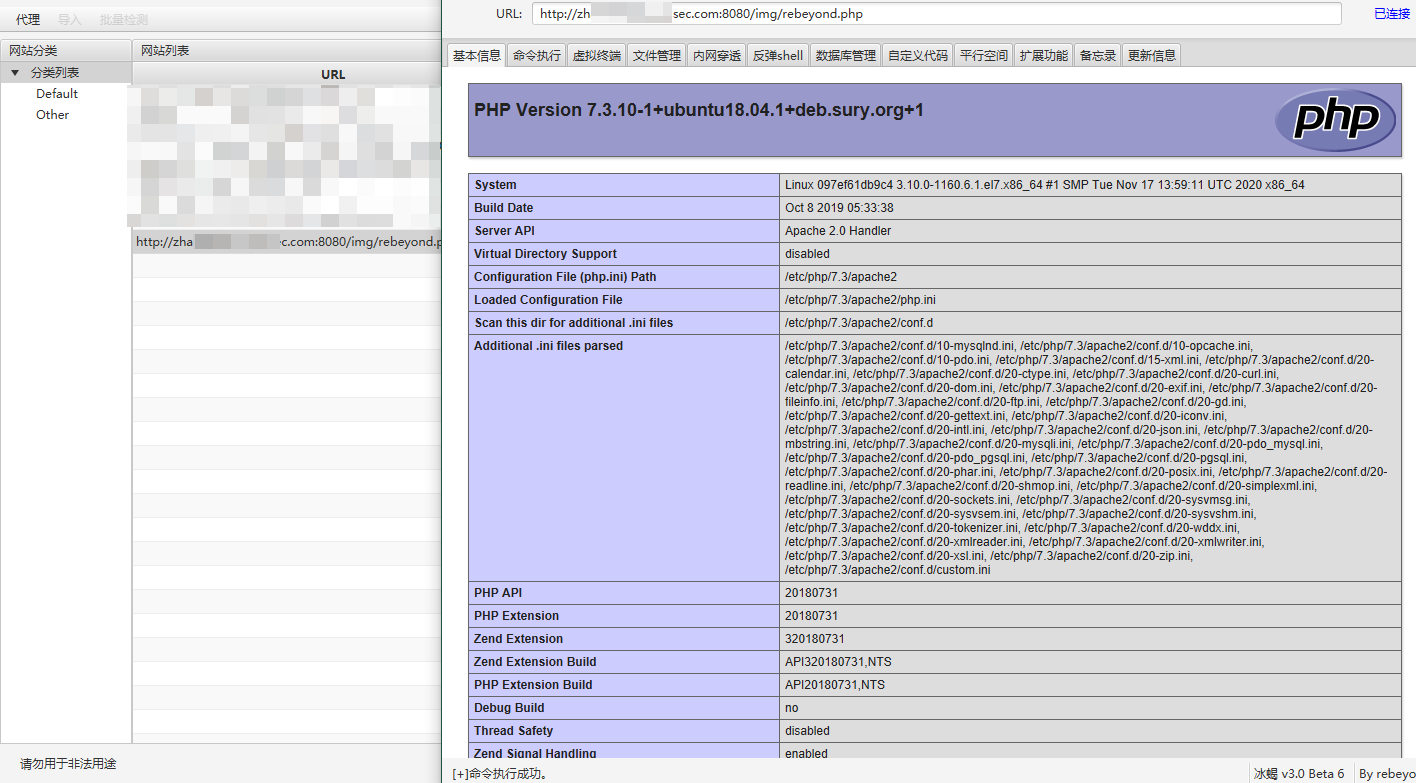 代理 导入 批量检测
网站分类 网站列表
分类列表
Default
Other
URL
http://zha ec.com:8080/img/rebeyond.p
请勿用于非法用途
URL: http://zh sec.com:8080/img/rebeyond.php 已连接
基本信息 命令执行 虚拟终端 文件管理 内网穿透 反弹shell 数据库管理 自定义代码 平行空间 扩展功能 备忘录 更新信息
PHP Version 7.3.10-1+ubuntu18.04.1+deb.sury.org+1
php
System Linux 097ef61db9c4 3.10.0-1160.6.1.el7.x86_64 #1 SMP Tue Nov 17 13:59:11 UTC 2020 x86_64
Build Date Oct 8 2019 05:33:38
Server API Apache 2.0 Handler
Virtual Directory Support disabled
Configuration File (php.ini) Path /etc/php/7.3/apache2
Loaded Configuration File /etc/php/7.3/apache2/php.ini
Scan this dir for additional .ini files /etc/php/7.3/apache2/conf.d
Additional .ini files parsed /etc/php/7.3/apache2/conf.d/10-mysqlnd.ini, /etc/php/7.3/apache2/conf.d/10-opcache.ini,
/etc/php/7.3/apache2/conf.d/10-pdo.ini, /etc/php/7.3/apache2/conf.d/15-xml.ini, /etc/php/7.3/apache2/conf.d/20-
calendar.ini, /etc/php/7.3/apache2/conf.d/20-ctype.ini, /etc/php/7.3/apache2/conf.d/20-curl.ini,
/etc/php/7.3/apache2/conf.d/20-dom.ini, /etc/php/7.3/apache2/conf.d/20-exif.ini, /etc/php/7.3/apache2/conf.d/20-
fileinfo.ini, /etc/php/7.3/apache2/conf.d/20-ftp.ini, /etc/php/7.3/apache2/conf.d/20-gd.ini,
/etc/php/7.3/apache2/conf.d/20-gettext.ini, /etc/php/7.3/apache2/conf.d/20-iconv.ini,
/etc/php/7.3/apache2/conf.d/20-intl.ini, /etc/php/7.3/apache2/conf.d/20-json.ini, /etc/php/7.3/apache2/conf.d/20-
mbstring.ini, /etc/php/7.3/apache2/conf.d/20-mysqli.ini, /etc/php/7.3/apache2/conf.d/20-pdo_mysql.ini,
/etc/php/7.3/apache2/conf.d/20-pdo_pgsql.ini, /etc/php/7.3/apache2/conf.d/20-pgsql.ini,
/etc/php/7.3/apache2/conf.d/20-phar.ini, /etc/php/7.3/apache2/conf.d/20-posix.ini, /etc/php/7.3/apache2/conf.d/20-
readline.ini, /etc/php/7.3/apache2/conf.d/20-shmop.ini, /etc/php/7.3/apache2/conf.d/20-simplexml.ini,
/etc/php/7.3/apache2/conf.d/20-sockets.ini, /etc/php/7.3/apache2/conf.d/20-sysvmsg.ini,
/etc/php/7.3/apache2/conf.d/20-sysvsem.ini, /etc/php/7.3/apache2/conf.d/20-sysvshm.ini,
/etc/php/7.3/apache2/conf.d/20-tokenizer.ini, /etc/php/7.3/apache2/conf.d/20-wddx.ini,
/etc/php/7.3/apache2/conf.d/20-xmlreader.ini, /etc/php/7.3/apache2/conf.d/20-xmlwriter.ini,
/etc/php/7.3/apache2/conf.d/20-xsl.ini, /etc/php/7.3/apache2/conf.d/20-zip.ini,
/etc/php/7.3/apache2/conf.d/custom.ini
PHP API 20180731
PHP Extension 20180731
Zend Extension 320180731
Zend Extension Build API320180731,NTS
PHP Extension Build API20180731,NTS
Debug Build no
Thread Safety disabled
Zend Signal Handling enabled
[+]命令执行成功。 冰蝎 v3.0 Beta 6 By rebeyo